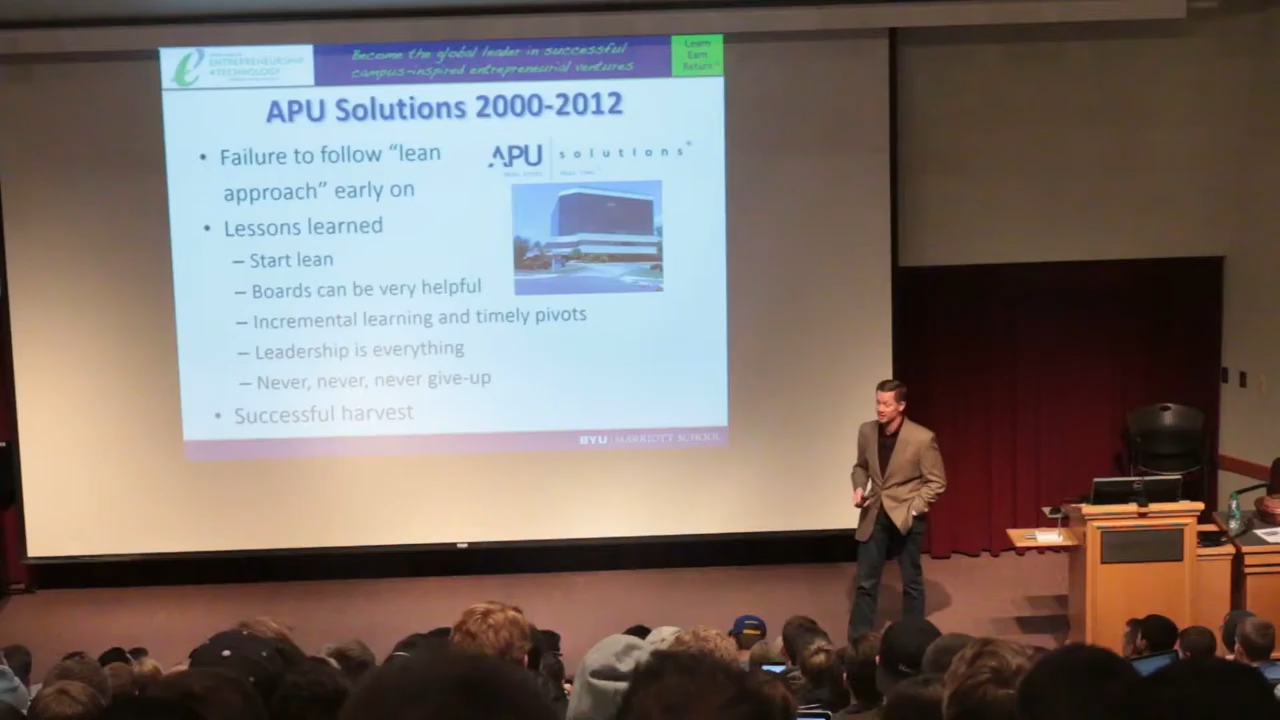 ENTREPRENEURSHIP
+TECHNOLOGY
Become the global leader in successful
campus-inspired entrepreneurial ventures
Learn
Earn
Return
APU Solutions 2000-2012
• Failure to follow “lean
approach” early on
• Lessons learned
– Start lean
– Boards can be very helpful
– Incremental learning and timely pivots
– Leadership is everything
– Never, never, never give-up
• Successful harvest
APU solutions®
BYU | MARRIOTT SCHOOL